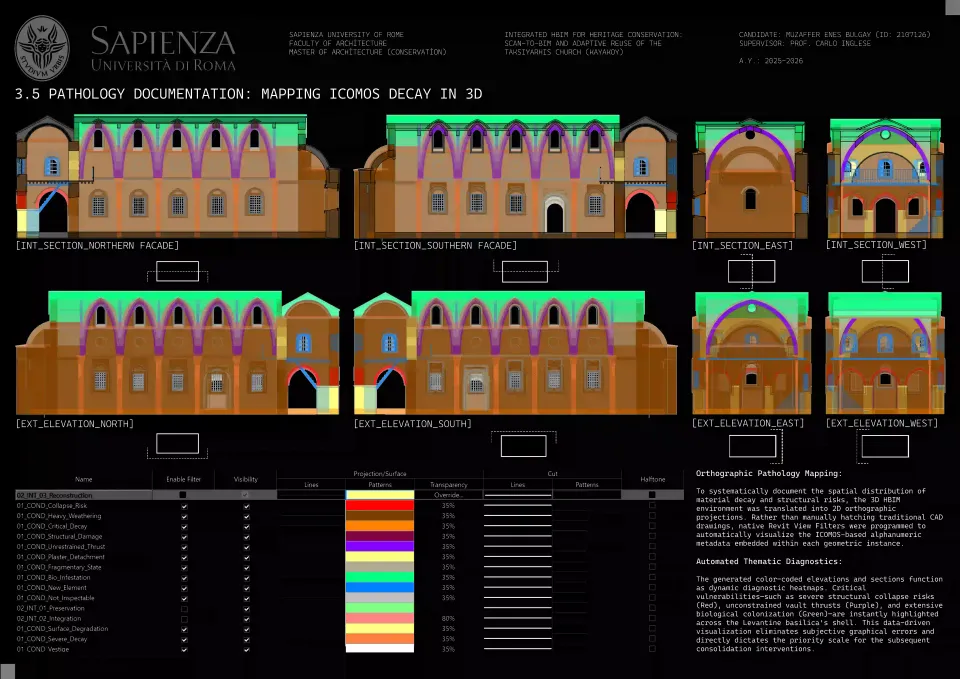 SAPIENZA
UNIVERSITÀ DI ROMA
STVDIVM VRBIS
SAPIENZA UNIVERSITY OF ROME
FACULTY OF ARCHITECTURE
MASTER OF ARCHITECTURE (CONSERVATION)
INTEGRATED HBIM FOR HERITAGE CONSERVATION:
SCAN-TO-BIM AND ADAPTIVE REUSE OF THE
TAKSIYARHIS CHURCH (KAYAKOY)
CANDIDATE: MUZAFFER ENES BULGAY (ID: 2107126)
SUPERVISOR: PROF. CARLO INGLESE
A.Y.: 2025-2026
3.5 PATHOLOGY DOCUMENTATION: MAPPING ICOMOS DECAY IN 3D
[INT_SECTION_NORTHERN FACADE]
[INT_SECTION_SOUTHERN FACADE]
[INT_SECTION_EAST]
[INT_SECTION_WEST]
[EXT_ELEVATION_NORTH]
[EXT_ELEVATION_SOUTH]
[EXT_ELEVATION_EAST]
[EXT_ELEVATION_WEST]
Name Enable Filter Visibility Projection/Surface Cut Halftone
Lines Patterns Transparency Lines Patterns
02_INT_03_Reconstruction Override...
01_COND_Collapse_Risk 35%
01_COND_Heavy_Weathering 35%
01_COND_Critical_Decay 35%
01_COND_Structural_Damage 35%
01_COND_Unrestrained_Thrust 35%
01_COND_Plaster_Detachment 35%
01_COND_Fragmentary_State 35%
01_COND_Bio_Infestation 35%
01_COND_New_Element 35%
01_COND_Not_Inspectable 35%
02_INT_01_Preservation
02_INT_02_Integration 80%
01_COND_Surface_Degradation 35%
01_COND_Severe_Decay 35%
01_COND_Vestige 35%
Orthographic Pathology Mapping:
To systematically document the spatial distribution of
material decay and structural risks, the 3D HBIM
environment was translated into 2D orthographic
projections. Rather than manually hatching traditional CAD
drawings, native Revit View Filters were programmed to
automatically visualize the ICOMOS-based alphanumeric
metadata embedded within each geometric instance.
Automated Thematic Diagnostics:
The generated color-coded elevations and sections function
as dynamic diagnostic heatmaps. Critical
vulnerabilities—such as severe structural collapse risks
(Red), unconstrained vault thrusts (Purple), and extensive
biological colonization (Green)—are instantly highlighted
across the Levantine basilica's shell. This data-driven
visualization eliminates subjective graphical errors and
directly dictates the priority scale for the subsequent
consolidation interventions.